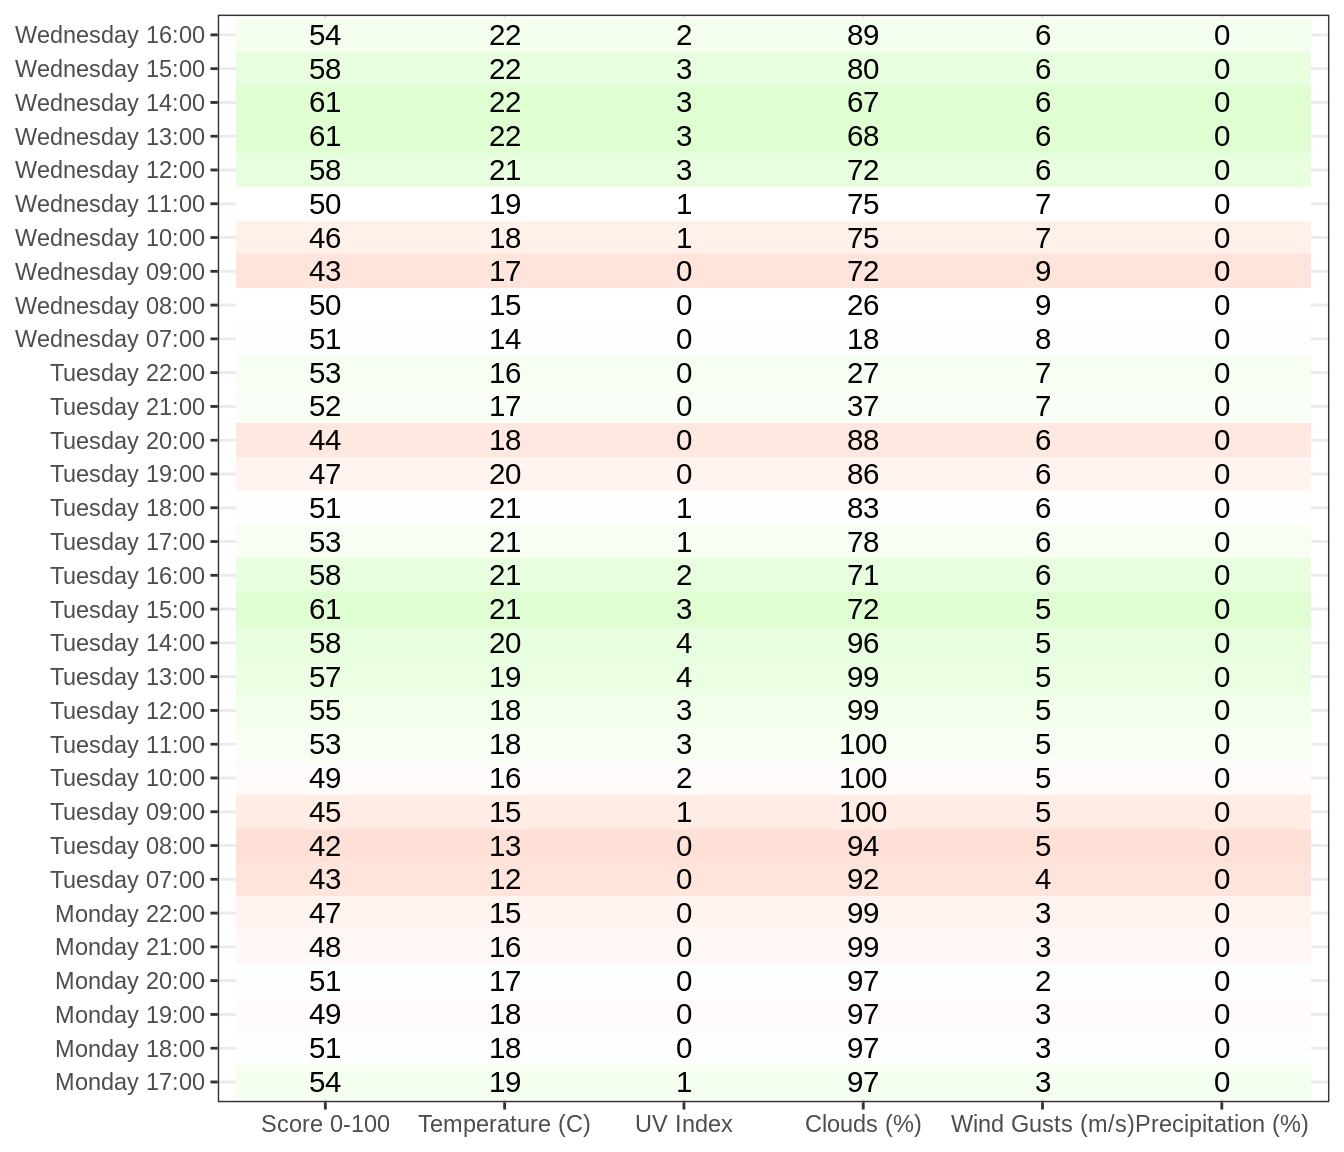 Wednesday 16:00 54 22 2 89 6 0
Wednesday 15:00 58 22 3 80 6 0
Wednesday 14:00 61 22 3 67 6 0
Wednesday 13:00 61 22 3 68 6 0
Wednesday 12:00 58 21 3 72 6 0
Wednesday 11:00 50 19 1 75 7 0
Wednesday 10:00 46 18 1 75 7 0
Wednesday 09:00 43 17 0 72 9 0
Wednesday 08:00 50 15 0 26 9 0
Wednesday 07:00 51 14 0 18 8 0
Tuesday 22:00 53 16 0 27 7 0
Tuesday 21:00 52 17 0 37 7 0
Tuesday 20:00 44 18 0 88 6 0
Tuesday 19:00 47 20 0 86 6 0
Tuesday 18:00 51 21 1 83 6 0
Tuesday 17:00 53 21 1 78 6 0
Tuesday 16:00 58 21 2 71 6 0
Tuesday 15:00 61 21 3 72 5 0
Tuesday 14:00 58 20 4 96 5 0
Tuesday 13:00 57 19 4 99 5 0
Tuesday 12:00 55 18 3 99 5 0
Tuesday 11:00 53 18 3 100 5 0
Tuesday 10:00 49 16 2 100 5 0
Tuesday 09:00 45 15 1 100 5 0
Tuesday 08:00 42 13 0 94 5 0
Tuesday 07:00 43 12 0 92 4 0
Monday 22:00 47 15 0 99 3 0
Monday 21:00 48 16 0 99 3 0
Monday 20:00 51 17 0 97 2 0
Monday 19:00 49 18 0 97 3 0
Monday 18:00 51 18 0 97 3 0
Monday 17:00 54 19 1 97 3 0
Score 0-100 Temperature (C) UV Index Clouds (%) Wind Gusts (m/s) Precipitation (%)